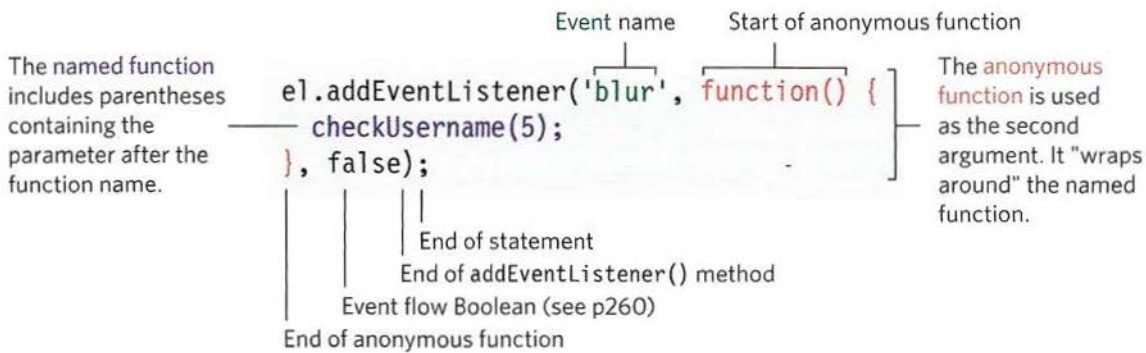 Event name
Start of anonymous function
The named function
includes parentheses
containing the
parameter after the
function name.
el.addEventListener('blur', function() {
checkUsername(5);
}, false);
The anonymous
function is used
as the second
argument. It "wraps
around" the named
function.
End of statement
End of addEventListener() method
Event flow Boolean (see p260)
End of anonymous function